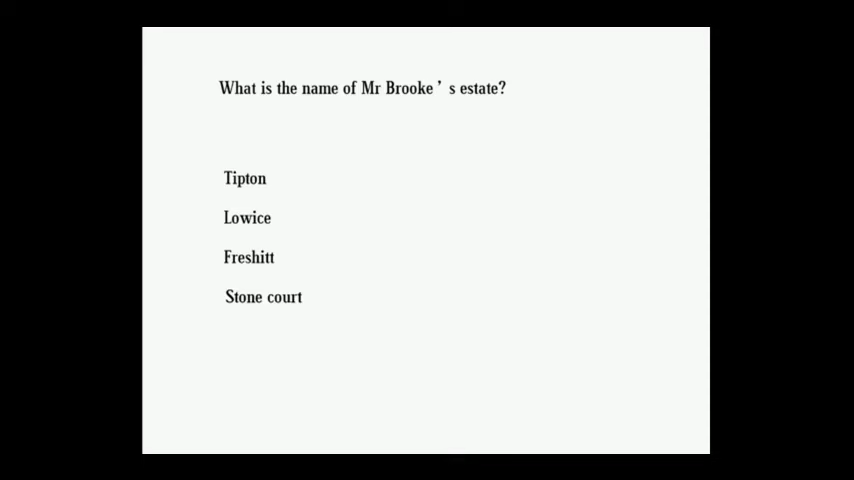 What is the name of Mr Brooke ’ s estate?
Tipton
Lowice
Freshitt
Stone court